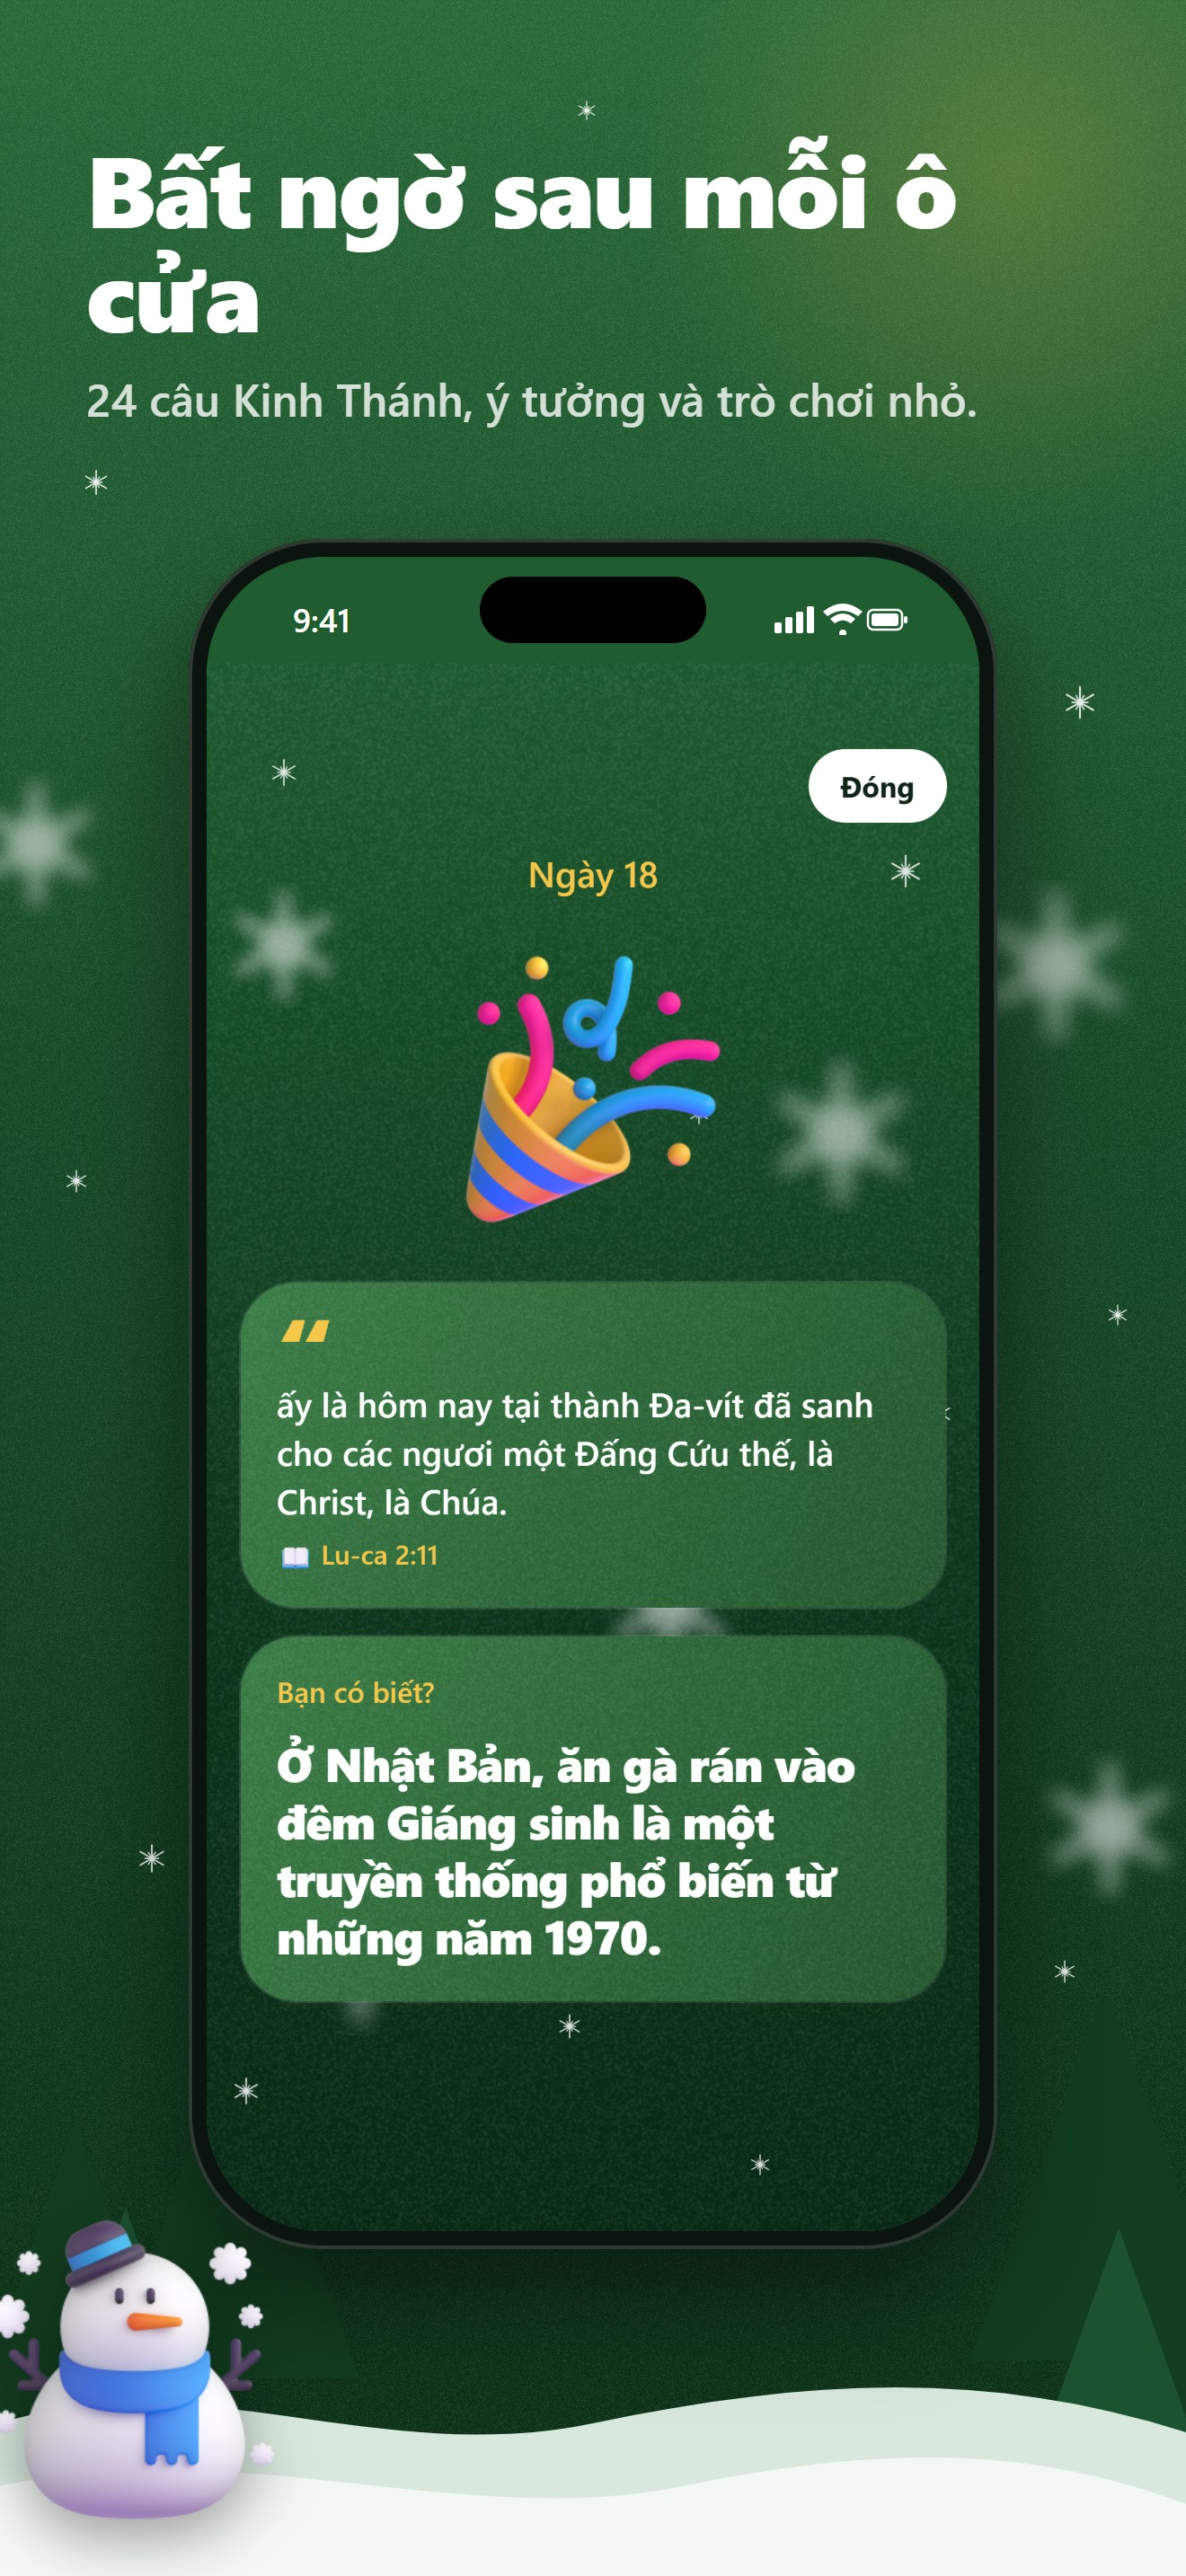 Bất ngờ sau mỗi ô
cửa
24 câu Kinh Thánh, ý tưởng và trò chơi nhỏ.
9:41
Đóng
Ngày 18
"
ấy là hôm nay tại thành Đa-vít đã sanh
cho các ngươi một Đấng Cứu thế, là
Christ, là Chúa.
Lu-ca 2:11
Bạn có biết?
Ở Nhật Bản, ăn gà rán vào
đêm Giáng sinh là một
truyền thống phổ biến từ
những năm 1970.